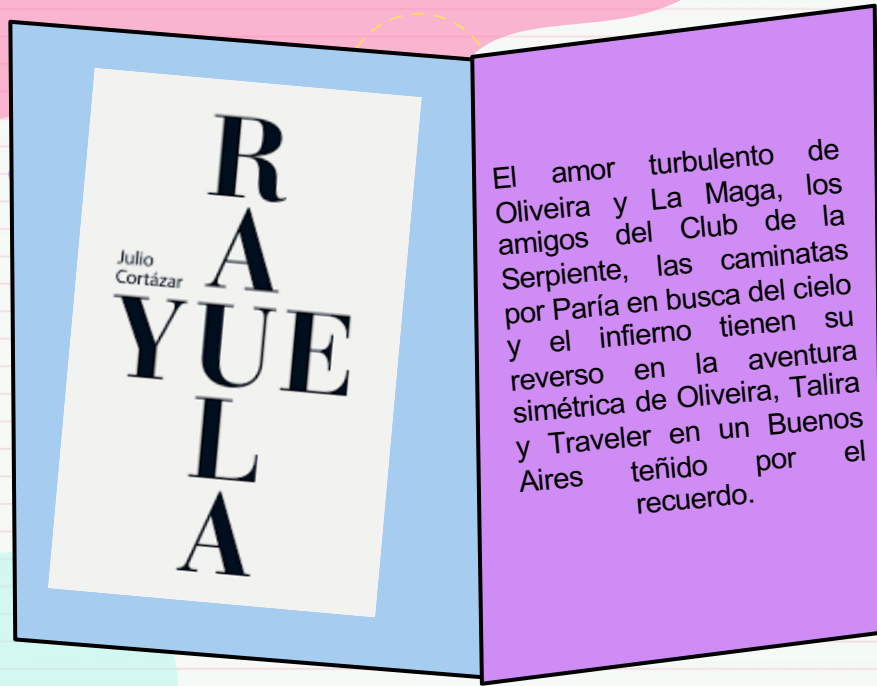 R
A
Julio
Cortázar
YUE
L
A
El amor turbulento de
Oliveira y La Maga, los
amigos del Club de la
Serpiente, las caminatas
por Paría en busca del cielo
y el infierno tienen su
reverso en la aventura
simétrica de Oliveira, Talira
y Traveler en un Buenos
Aires teñido por el
recuerdo.